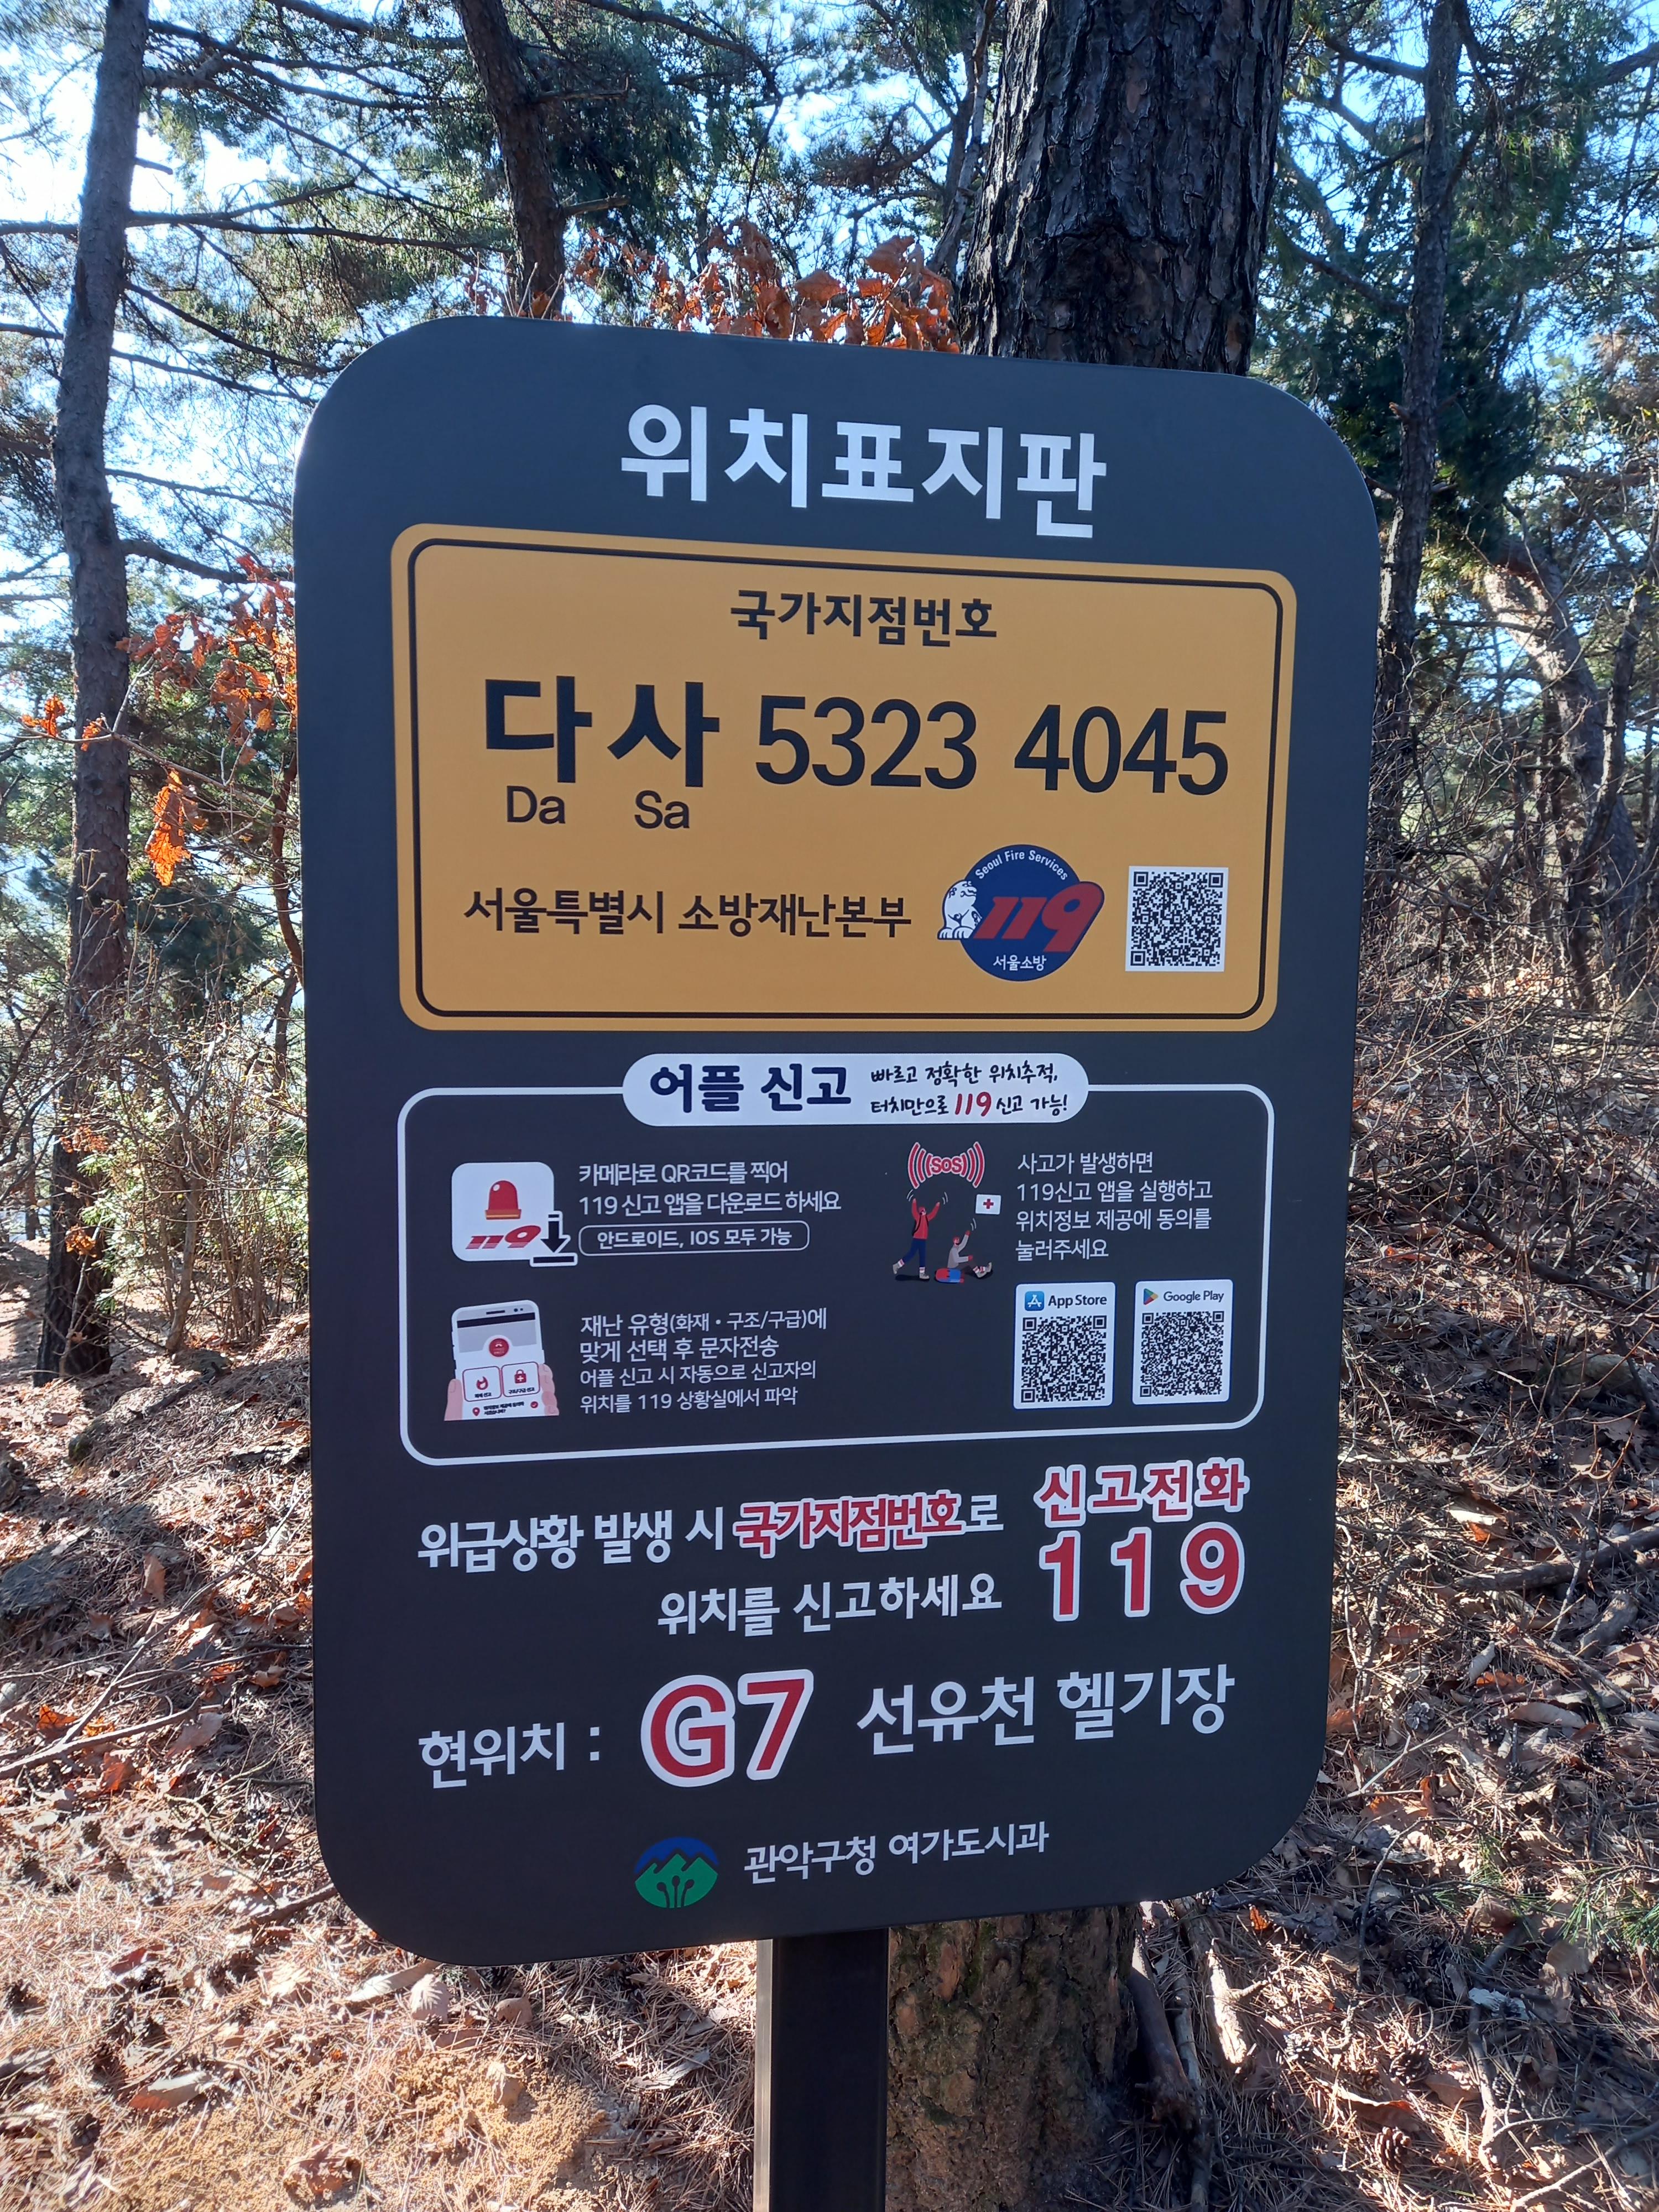 위치표지판
국가지점번호
다사 5323 4045
Da Sa
서울특별시 소방재난본부
Seoul Fire Services
119
서울소방
어플 신고
빠르고 정확한 위치추적,
터치만으로 119 신고 가능!
119
카메라로 QR코드를 찍어
119 신고 앱을 다운로드 하세요
안드로이드, IOS 모두 가능
SOS
사고가 발생하면
119신고 앱을 실행하고
위치정보 제공에 동의를
눌러주세요
재난 유형(화재・구조/구급)에
맞게 선택 후 문자전송
어플 신고 시 자동으로 신고자의
위치를 119 상황실에서 파악
App Store
Google Play
위급상황 발생 시 국가지점번호로
위치를 신고하세요
신고전화
119
현위치 : G7 선유천 헬기장
관악구청 여가도시과